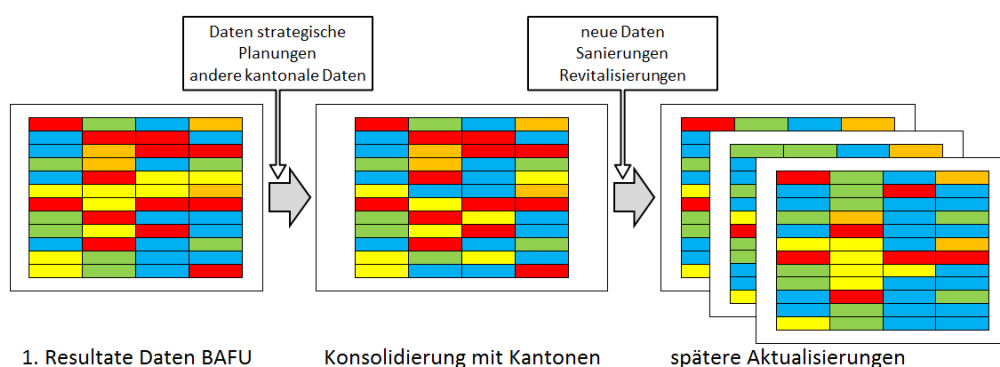 Daten strategische
Planungen
andere kantonale Daten
neue Daten
Sanierungen
Revitalisierungen
1. Resultate Daten BAFU
Konsolidierung mit Kantonen
spätere Aktualisierungen